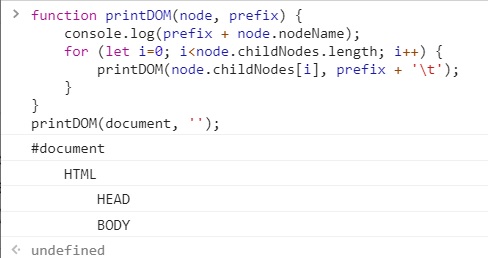 function printDOM(node, prefix) {
    console.log(prefix + node.nodeName);
    for (let i=0; i<node.childNodes.length; i++) {
        printDOM(node.childNodes[i], prefix + '\t');
    }
}
printDOM(document, '');
#document
    HTML
        HEAD
        BODY
undefined